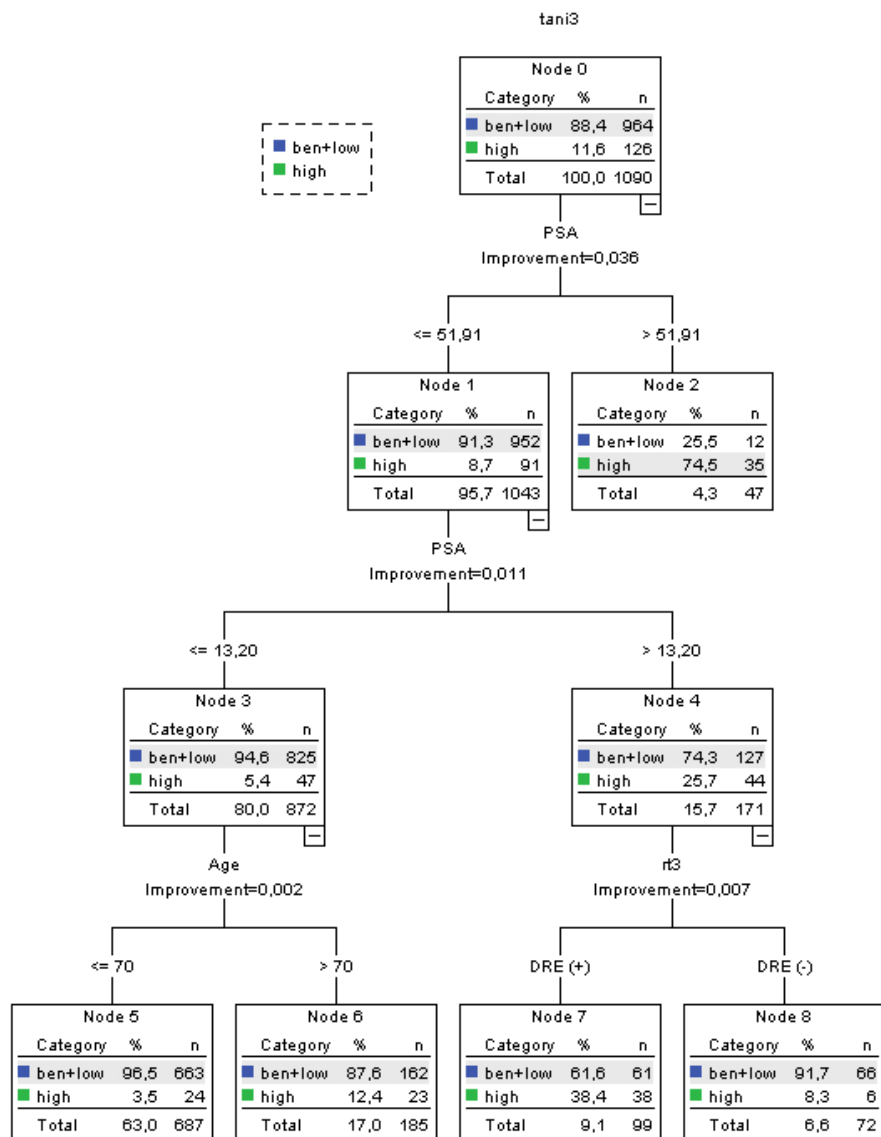 tani3
Node 0
Category % n
ben+low 88,4 964
high 11,6 126
Total 100,0 1090
ben+low
high
PSA
Improvement=0,036
<= 51,91
> 51,91
Node 1
Category % n
ben+low 91,3 952
high 8,7 91
Total 95,7 1043
Node 2
Category % n
ben+low 25,5 12
high 74,5 35
Total 4,3 47
PSA
Improvement=0,011
<= 13,20
> 13,20
Node 3
Category % n
ben+low 94,6 825
high 5,4 47
Total 80,0 872
Node 4
Category % n
ben+low 74,3 127
high 25,7 44
Total 15,7 171
Age
Improvement=0,002
rt3
Improvement=0,007
<= 70
> 70
DRE (+)
DRE (-)
Node 5
Category % n
ben+low 96,5 663
high 3,5 24
Total 63,0 687
Node 6
Category % n
ben+low 87,6 162
high 12,4 23
Total 17,0 185
Node 7
Category % n
ben+low 61,6 61
high 38,4 38
Total 9,1 99
Node 8
Category % n
ben+low 91,7 66
high 8,3 6
Total 6,6 72